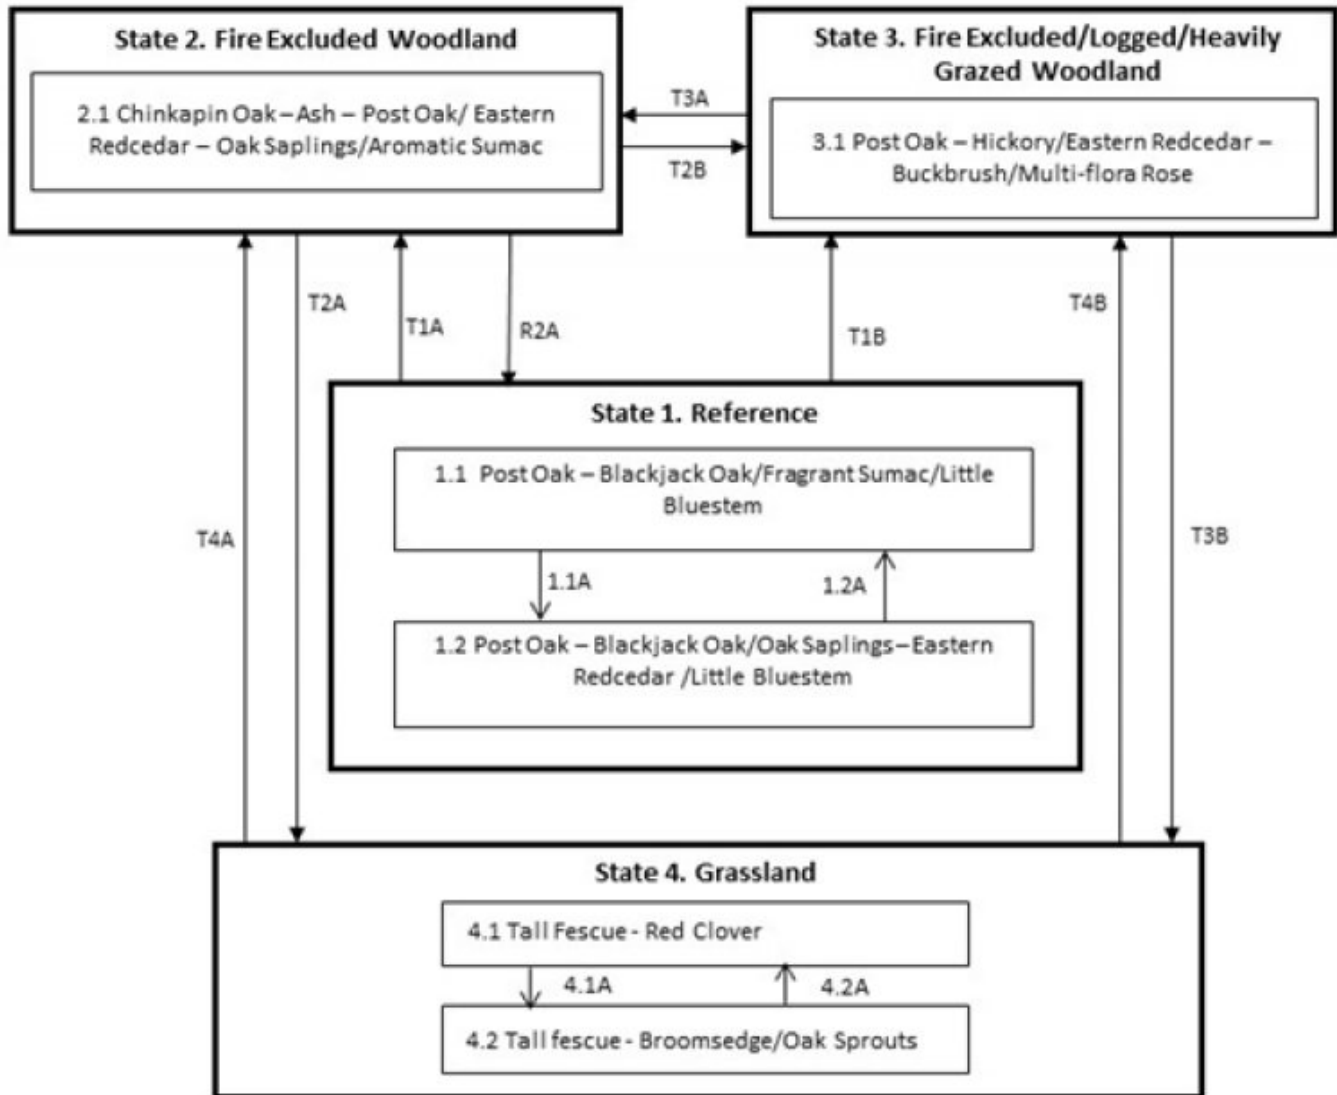 State 2. Fire Excluded Woodland
2.1 Chinkapin Oak – Ash – Post Oak/ Eastern
Redcedar – Oak Saplings/Aromatic Sumac
State 3. Fire Excluded/Logged/Heavily
Grazed Woodland
3.1 Post Oak – Hickory/Eastern Redcedar –
Buckbrush/Multi-flora Rose
T3A
T2B
T2A
T1A
R2A
T1B
T4B
State 1. Reference
1.1 Post Oak – Blackjack Oak/Fragrant Sumac/Little
Bluestem
1.1A
1.2A
1.2 Post Oak – Blackjack Oak/Oak Saplings–Eastern
Redcedar /Little Bluestem
T4A
T3B
State 4. Grassland
4.1 Tall Fescue - Red Clover
4.1A
4.2A
4.2 Tall fescue - Broomsedge/Oak Sprouts